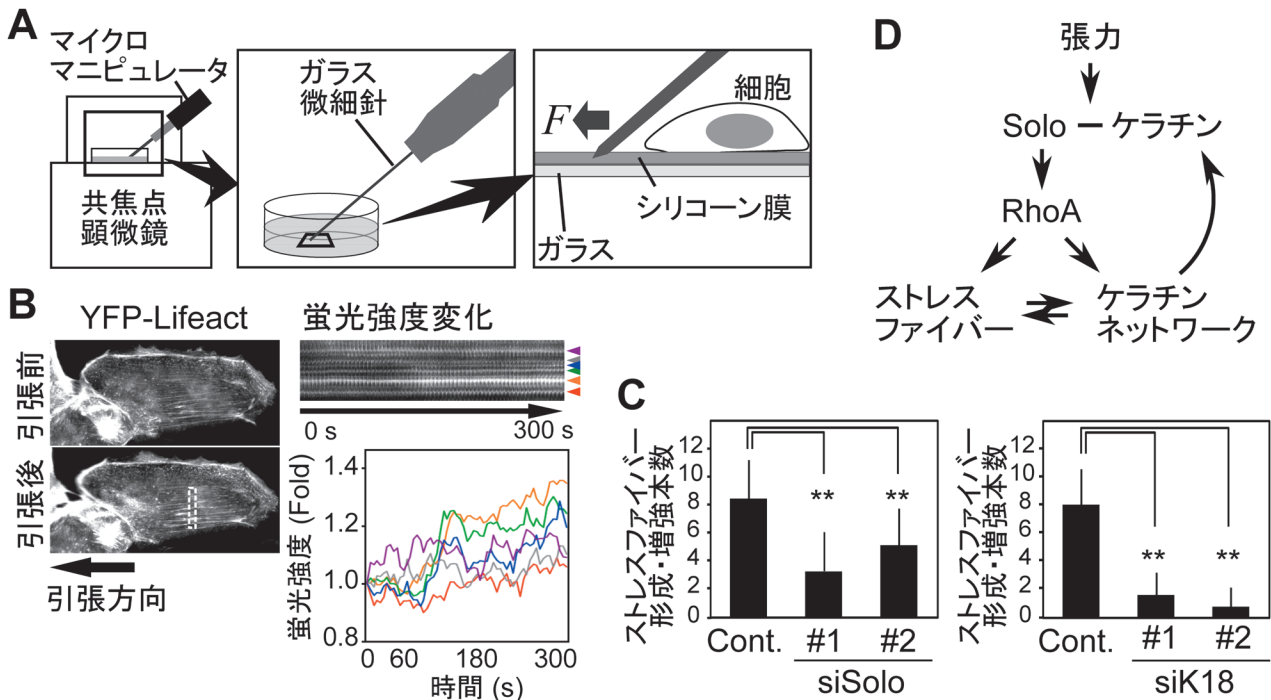 A
マイクロ
マニピュレータ
共焦点
顕微鏡
ガラス
微細針
F
細胞
シリコーン膜
ガラス
B
YFP-Lifeact
引張前
引張後
引張方向
蛍光強度変化
0 s
300 s
蛍光強度 (Fold)
1.4
1.2
1.0
0.8
0
60
180
300
時間 (s)
D
張力
Solo
ケラチン
RhoA
ストレス
ファイバー
ケラチン
ネットワーク
C
ストレスファイバー
形成・増強本数
12
10
8
6
4
2
0
**
**
Cont.
#1
#2
siSolo
ストレスファイバー
形成・増強本数
12
10
8
6
4
2
0
**
**
Cont.
#1
#2
siK18